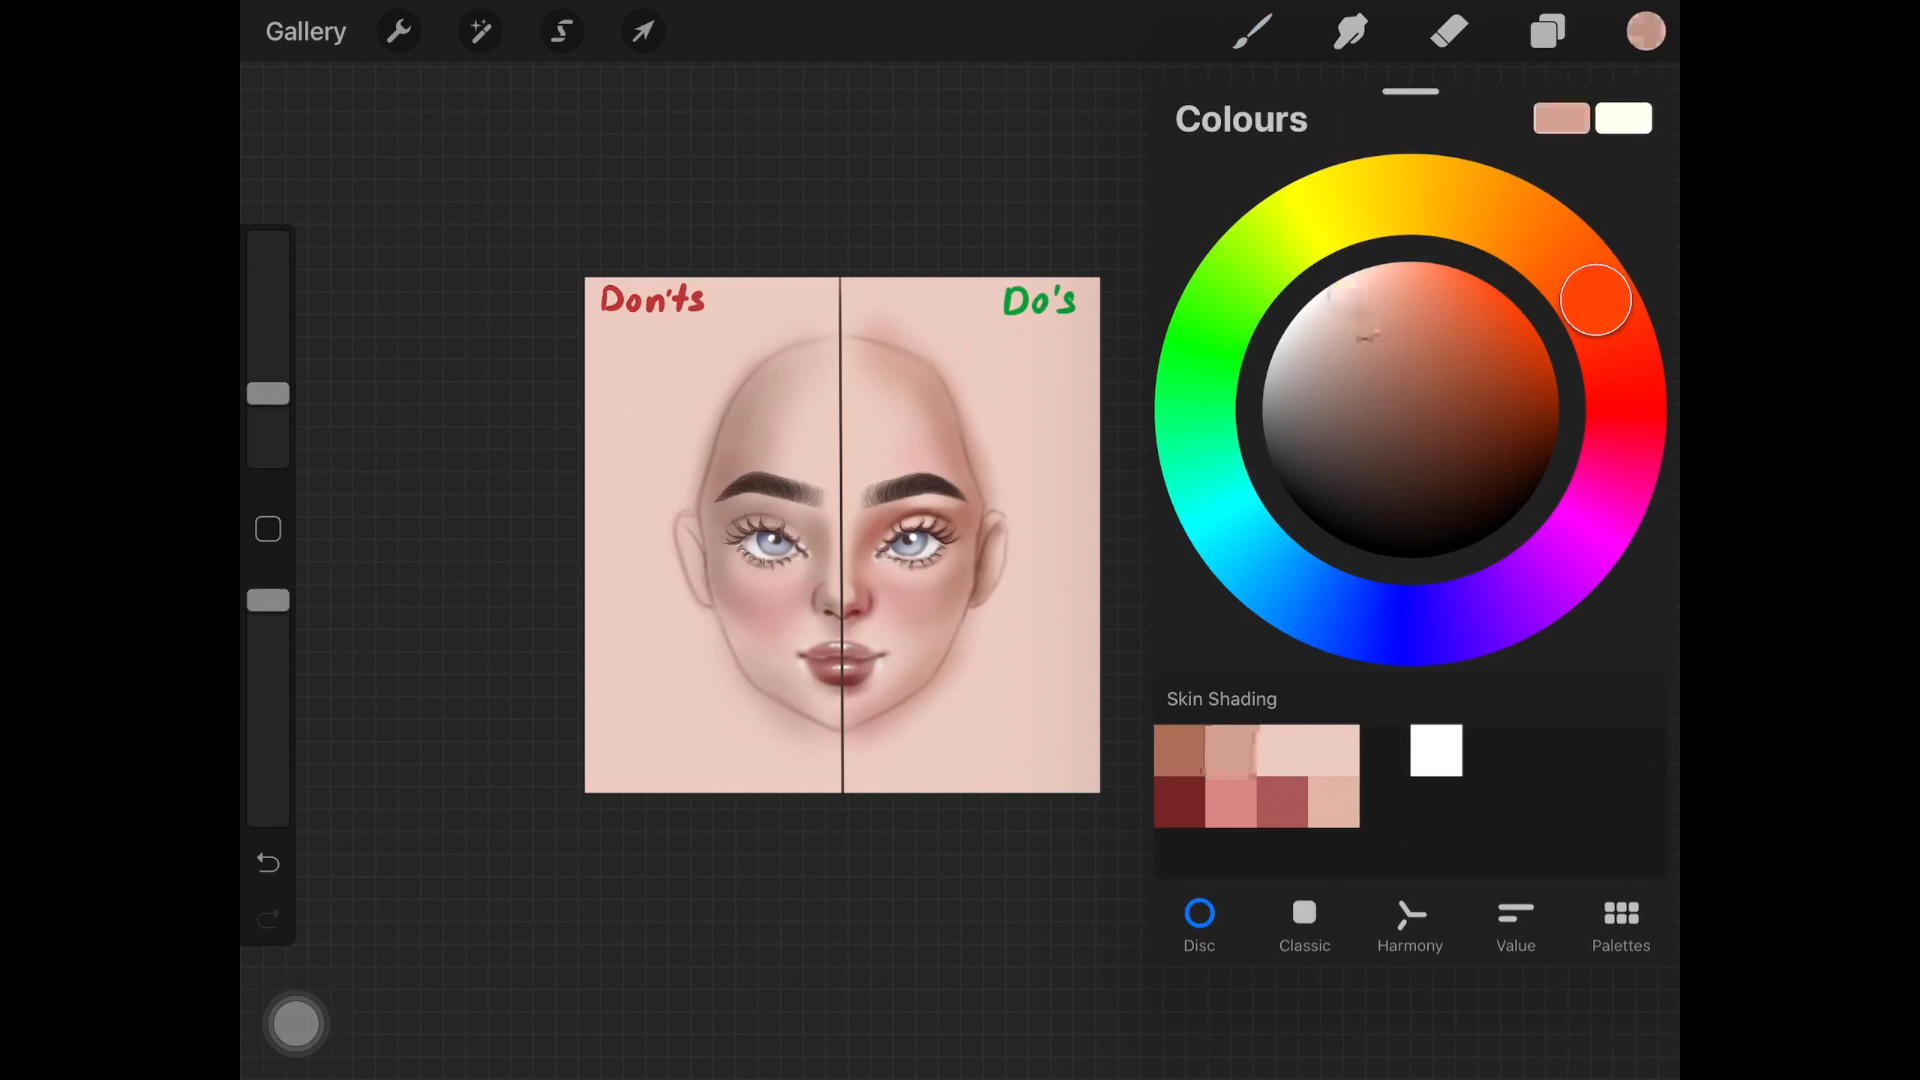 Gallery
Colours
Don'ts
Do's
Skin Shading
Disc
Classic
Harmony
Value
Palettes